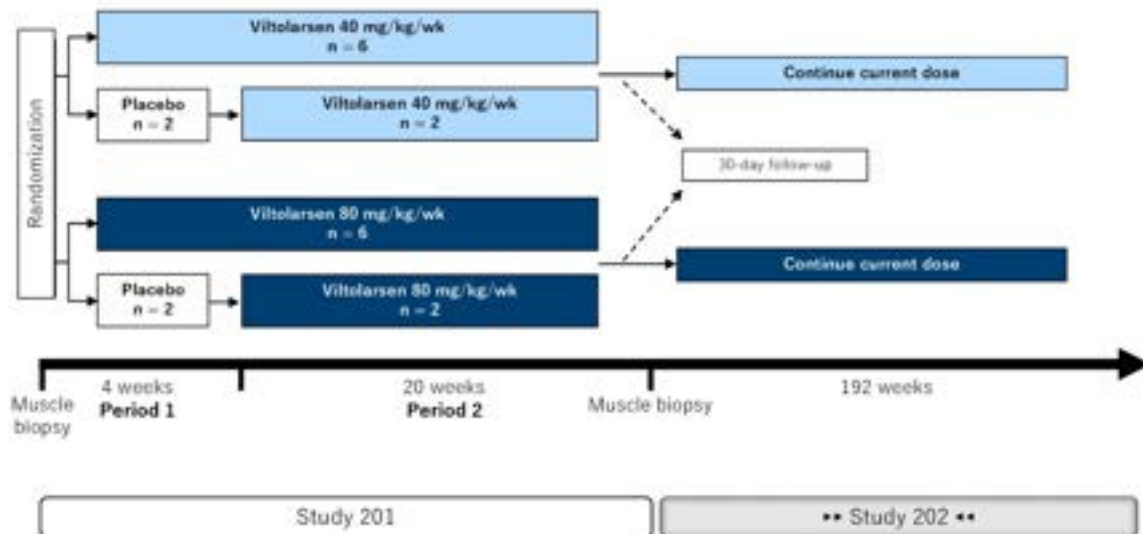 Randomization
Viltolarsen 40 mg/kg/wk
n = 6
Placebo
n = 2
Viltolarsen 40 mg/kg/wk
n = 2
Continue current dose
30-day follow-up
Viltolarsen 80 mg/kg/wk
n = 6
Placebo
n = 2
Viltolarsen 80 mg/kg/wk
n = 2
Continue current dose
Muscle
biopsy
4 weeks
Period 1
20 weeks
Period 2
Muscle biopsy
192 weeks
Study 201
•• Study 202 ••